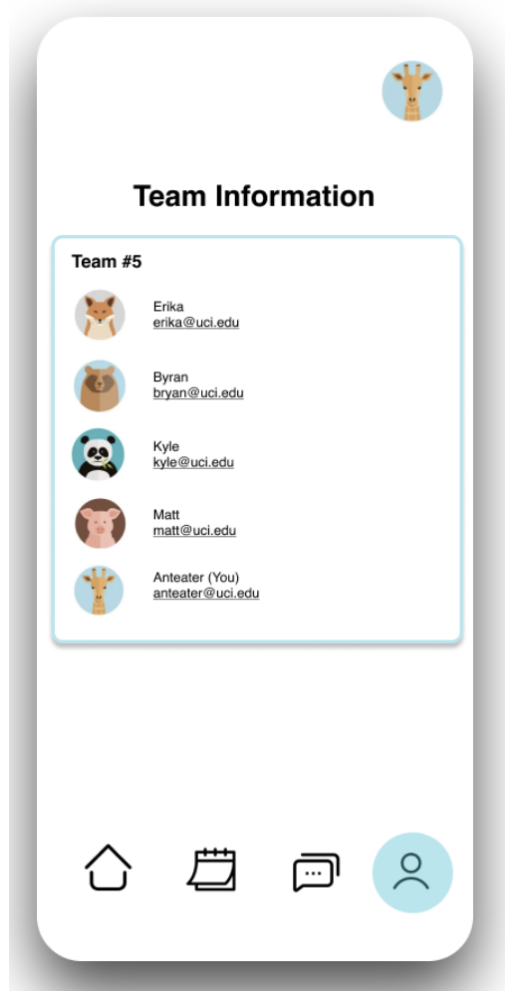 Team Information
Team #5
Erika
erika@uci.edu
Byran
bryan@uci.edu
Kyle
kyle@uci.edu
Matt
matt@uci.edu
Anteater (You)
anteater@uci.edu